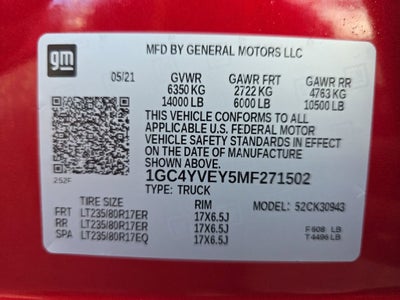 gm
MFD BY GENERAL MOTORS LLC
05/21 GVWR GAWR FRT GAWR RR
6350 KG 2722 KG 4763 KG
14000 LB 6000 LB 10500 LB
THIS VEHICLE CONFORMS TO ALL
APPLICABLE U.S. FEDERAL MOTOR
VEHICLE SAFETY STANDARDS IN EFFECT
ON THE DATE OF MANUFACTURE
SHOWN ABOVE.
1GC4YVEY5MF271502
252F TYPE: TRUCK
TIRE SIZE RIM MODEL: 52CK30943
FRT LT235/80R17ER 17X6.5J
RR LT235/80R17ER 17X6.5J F 608 LB
SPA LT235/80R17EQ 17X6.5J T 4496 LB